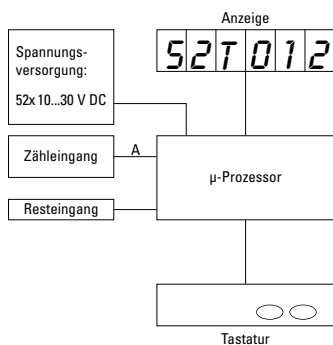 Anzeige
52T012
Spannungs-
versorgung:
52x 10...30 V DC
Zähleingang
A
µ-Prozessor
Resteingang
Tastatur